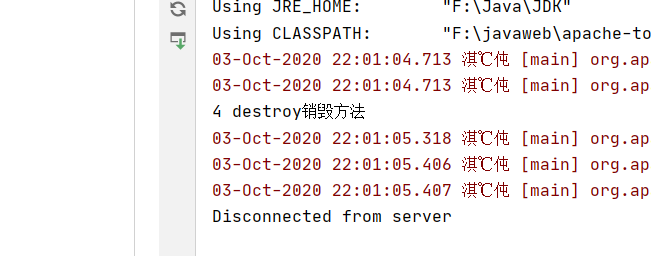 Using JRE_HOME:        "F:\Java\JDK"
Using CLASSPATH:       "F:\javaweb\apache-to
03-Oct-2020 22:01:04.713 淇℃伅 [main] org.ap
03-Oct-2020 22:01:04.713 淇℃伅 [main] org.ap
4 destroy销毁方法
03-Oct-2020 22:01:05.318 淇℃伅 [main] org.ap
03-Oct-2020 22:01:05.406 淇℃伅 [main] org.ap
03-Oct-2020 22:01:05.407 淇℃伅 [main] org.ap
Disconnected from server